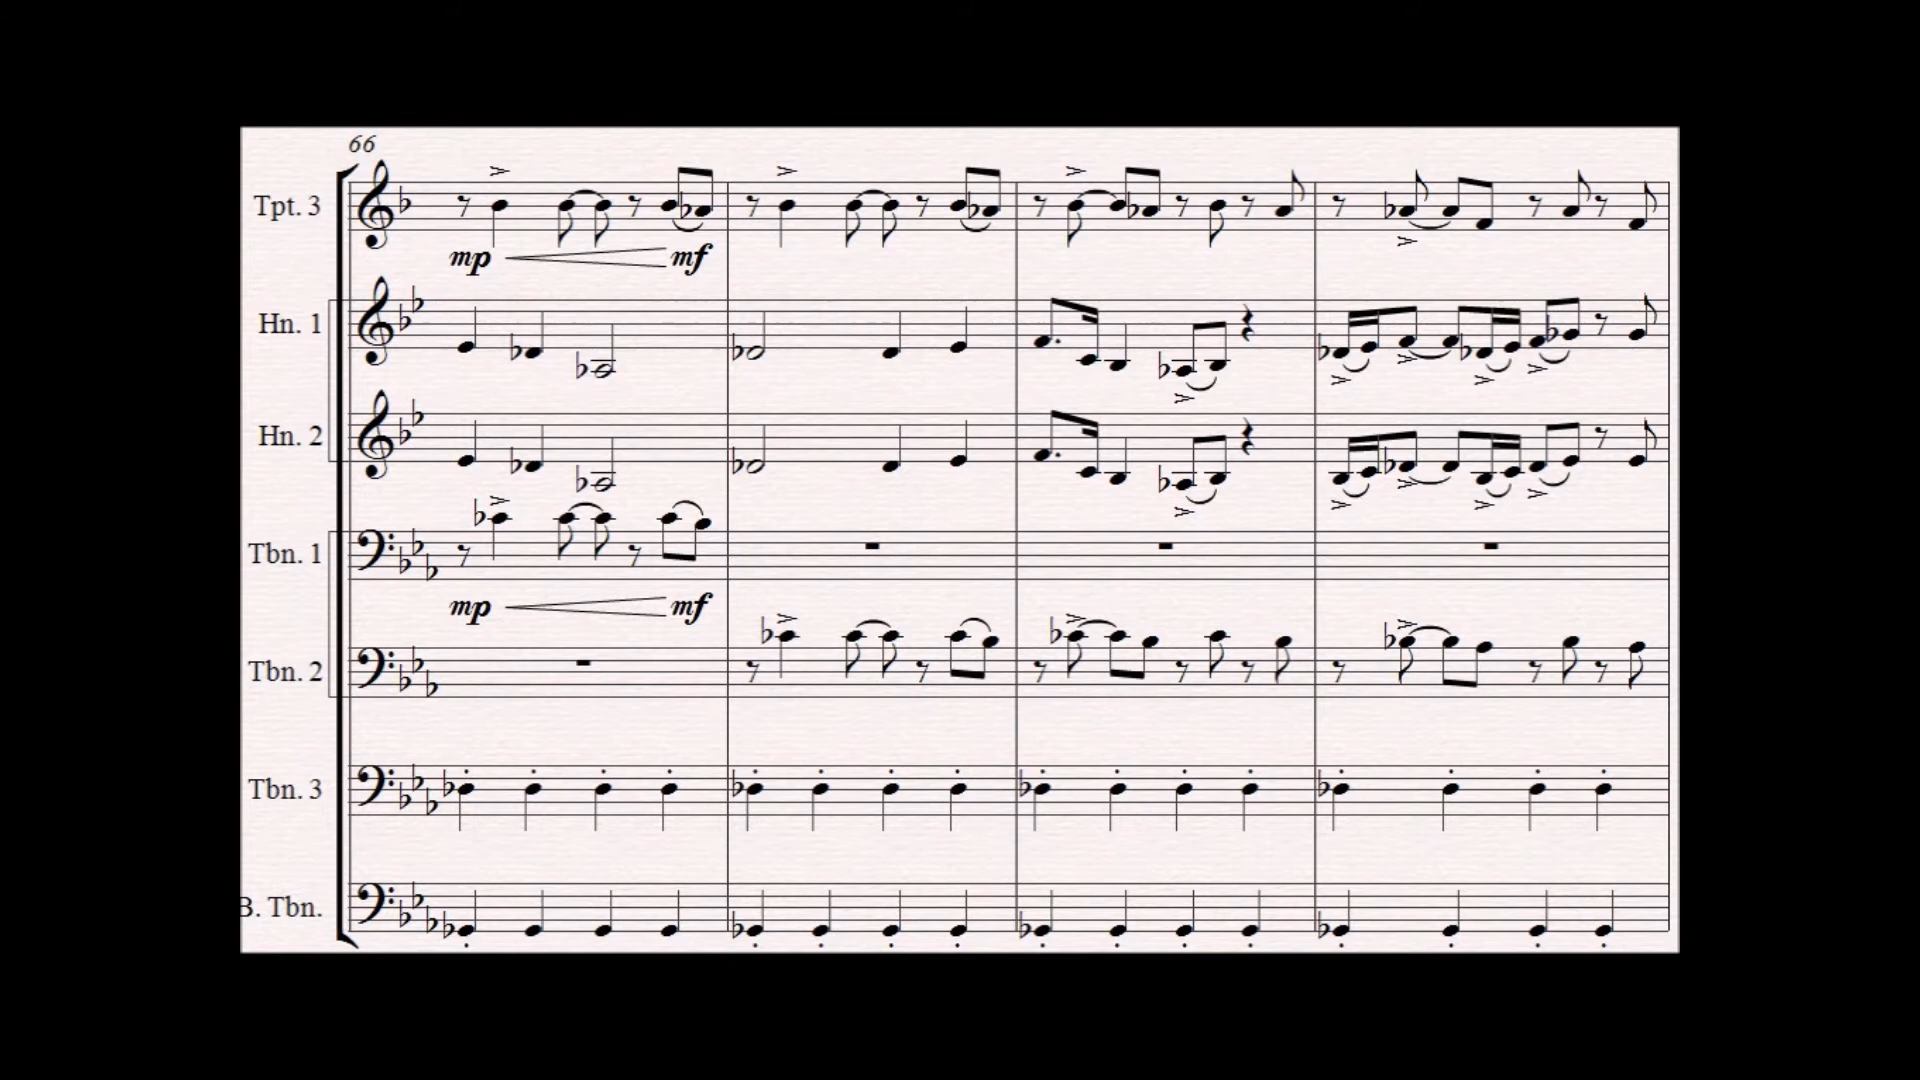 66
Tpt. 3
mp mf
Hn. 1
Hn. 2
Tbn. 1
mp mf
Tbn. 2
Tbn. 3
B. Tbn.